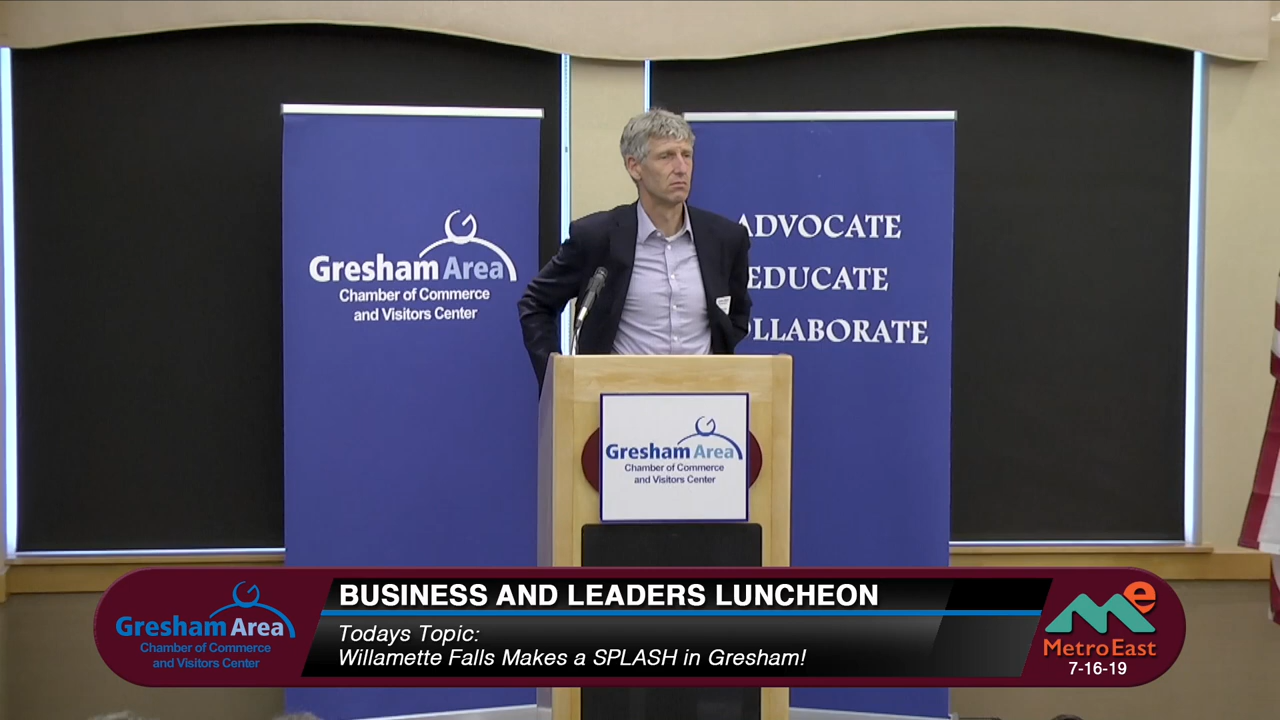 Gresham Area
Chamber of Commerce
and Visitors Center
ADVOCATE
EDUCATE
OLLABORATE
Gresham Area
Chamber of Commerce
and Visitors Center
Gresham Area
Chamber of Commerce
and Visitors Center
BUSINESS AND LEADERS LUNCHEON
Todays Topic:
Willamette Falls Makes a SPLASH in Gresham!
Me
MetroEast
7-16-19